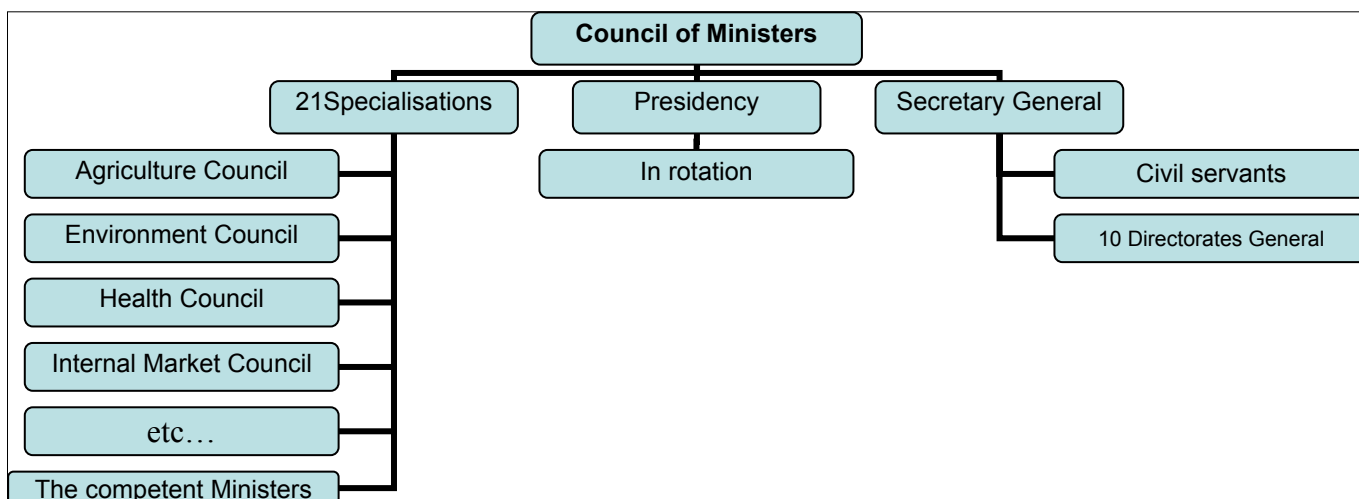 Council of Ministers
21Specialisations
Presidency
Secretary General
Agriculture Council
In rotation
Civil servants
Environment Council
10 Directorates General
Health Council
Internal Market Council
etc…
The competent Ministers